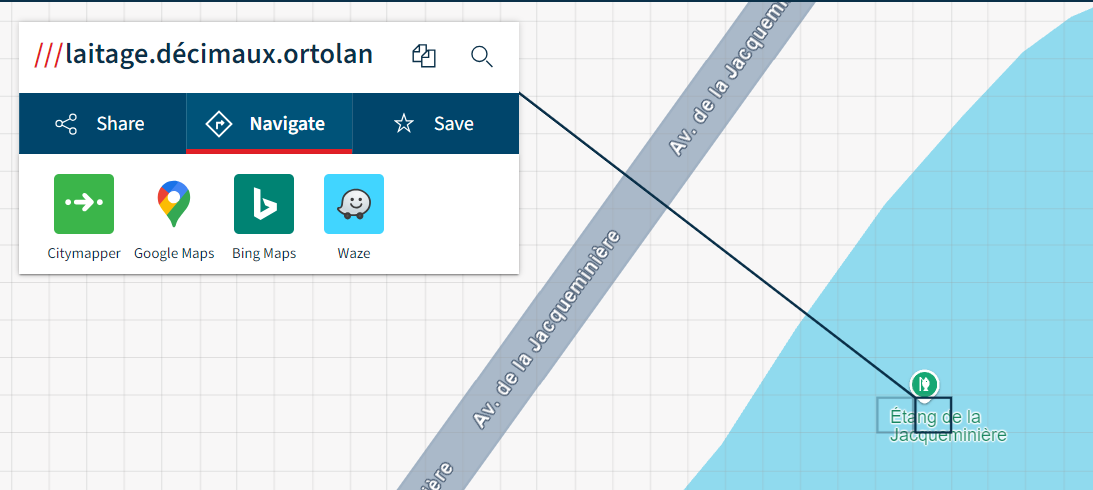 ///laitage.décimaux.ortolan
Share
Navigate
Save
Citymapper
Google Maps
Bing Maps
Waze
Av. de la Jacquemin
Av. de la Jacqueminière
ière
Étang de la
Jacqueminière